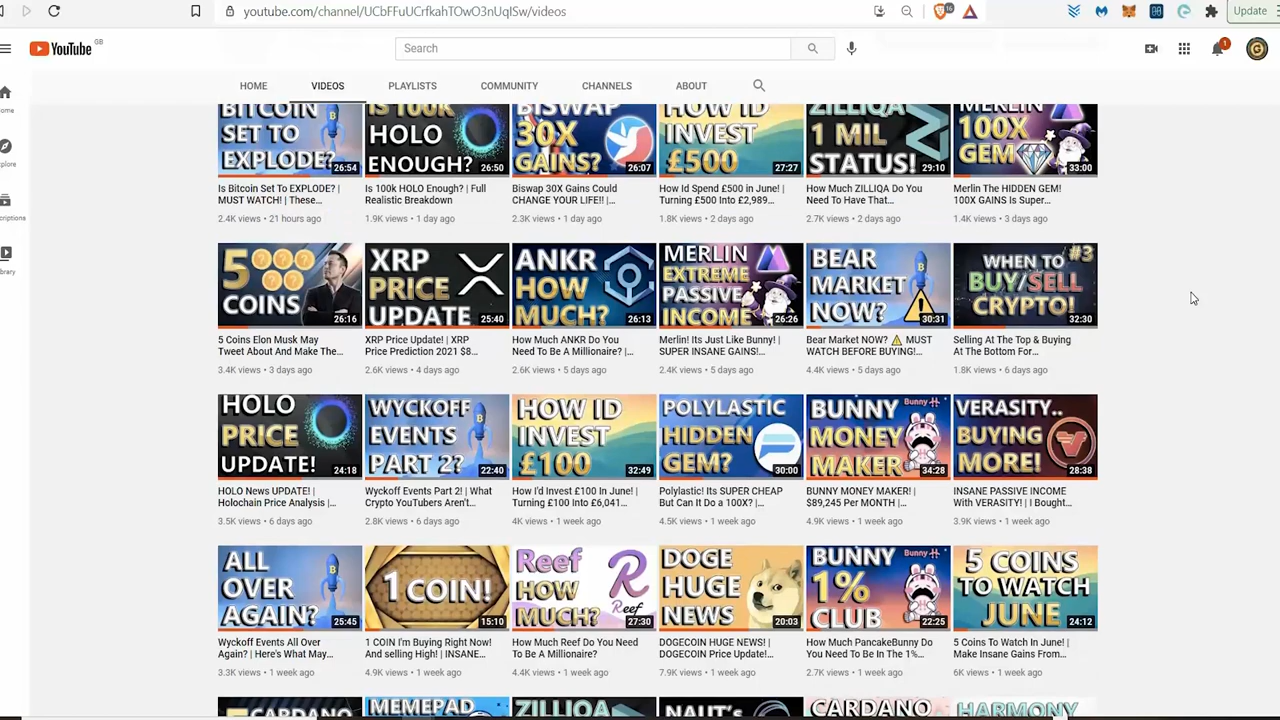 youtube.com/channel/UCbFFuUCrfkahTOwO3nUqISw/videos
16
Update
YouTube GB
Search
1
HOME
VIDEOS
PLAYLISTS
COMMUNITY
CHANNELS
ABOUT
ome
plore
criptions
brary
BITCOIN
SET TO
EXPLODE?
26:54
IS 100K
HOLO
ENOUGH?
26:50
BISWAP
30X
GAINS?
26:07
HOW ID
INVEST
£500
27:27
ZILLIQA
1 MIL
STATUS!
29:10
MERLIN
100X
GEM
33:00
Is Bitcoin Set To EXPLODE? |
MUST WATCH! | These...
2.4K views • 21 hours ago
Is 100k HOLO Enough? | Full
Realistic Breakdown
1.9K views • 1 day ago
Biswap 30X Gains Could
CHANGE YOUR LIFE!! |...
2.3K views • 1 day ago
How Id Spend £500 in June! |
Turning £500 Into £2,989...
1.8K views • 2 days ago
How Much ZILLIQA Do You
Need To Have That...
2.7K views • 2 days ago
Merlin The HIDDEN GEM!
100X GAINS Is Super...
1.4K views • 3 days ago
5
COINS
26:16
XRP
PRICE
UPDATE
25:40
ANKR
HOW
MUCH?
26:13
MERLIN
EXTREME
PASSIVE
INCOME
26:26
BEAR
MARKET
NOW?
30:31
WHEN TO #3
BUY/SELL
CRYPTO!
32:30
5 Coins Elon Musk May
Tweet About And Make The...
3.4K views • 3 days ago
XRP Price Update! | XRP
Price Prediction 2021 $8...
2.6K views • 4 days ago
How Much ANKR Do You
Need To Be A Millionaire? |...
2.6K views • 5 days ago
Merlin! Its Just Like Bunny! |
SUPER INSANE GAINS!...
2.4K views • 5 days ago
Bear Market NOW? ⚠ MUST
WATCH BEFORE BUYING!...
4.4K views • 5 days ago
Selling At The Top & Buying
At The Bottom For...
1.8K views • 6 days ago
HOLO
PRICE
UPDATE!
24:18
WYCKOFF
EVENTS
PART 2?
22:40
HOW ID
INVEST
£100
32:49
POLYLASTIC
HIDDEN
GEM?
30:00
BUNNY Bunny
MONEY
MAKER
34:28
VERASITY..
BUYING
MORE!
28:38
HOLO News UPDATE! |
Holochain Price Analysis |...
3.5K views • 6 days ago
Wyckoff Events Part 2! | What
Crypto YouTubers Aren't...
2.8K views • 6 days ago
How I'd Invest £100 In June! |
Turning £100 Into £6,041...
4K views • 1 week ago
Polylastic! Its SUPER CHEAP
But Can It Do a 100X? |...
4.5K views • 1 week ago
BUNNY MONEY MAKER! |
$89,245 Per MONTH |...
4.9K views • 1 week ago
INSANE PASSIVE INCOME
With VERASITY! | I Bought...
3.9K views • 1 week ago
ALL
OVER
AGAIN?
25:45
1 COIN!
15:10
Reef
HOW
MUCH?
Reef
27:30
DOGE
HUGE
NEWS
20:03
BUNNY Bunny
1%
CLUB
22:25
5 COINS
TO WATCH
JUNE
24:12
Wyckoff Events All Over
Again? | Here's What May...
3.3K views • 1 week ago
1 COIN I'm Buying Right Now!
And selling High! | INSANE...
4.9K views • 1 week ago
How Much Reef Do You Need
To Be A Millionaire?
4.4K views • 1 week ago
DOGECOIN HUGE NEWS! |
DOGECOIN Price Update!...
7.9K views • 1 week ago
How Much PancakeBunny Do
You Need To Be In The 1%...
2.7K views • 1 week ago
5 Coins To Watch In June! |
Make Insane Gains From...
6K views • 1 week ago
CARDANO
MEMEPAD
ZILLIQA
NAUT's
CARDANO
HARMONY